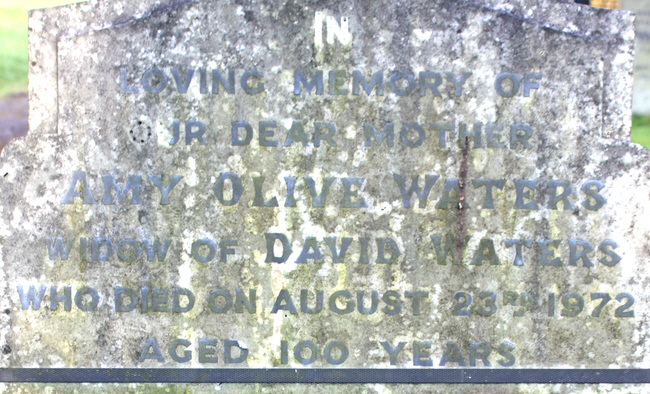 IN
LOVING MEMORY OF
OUR DEAR MOTHER
AMY OLIVE WATERS
WIDOW OF DAVID WATERS
WHO DIED ON AUGUST 23RD 1972
AGED 100 YEARS